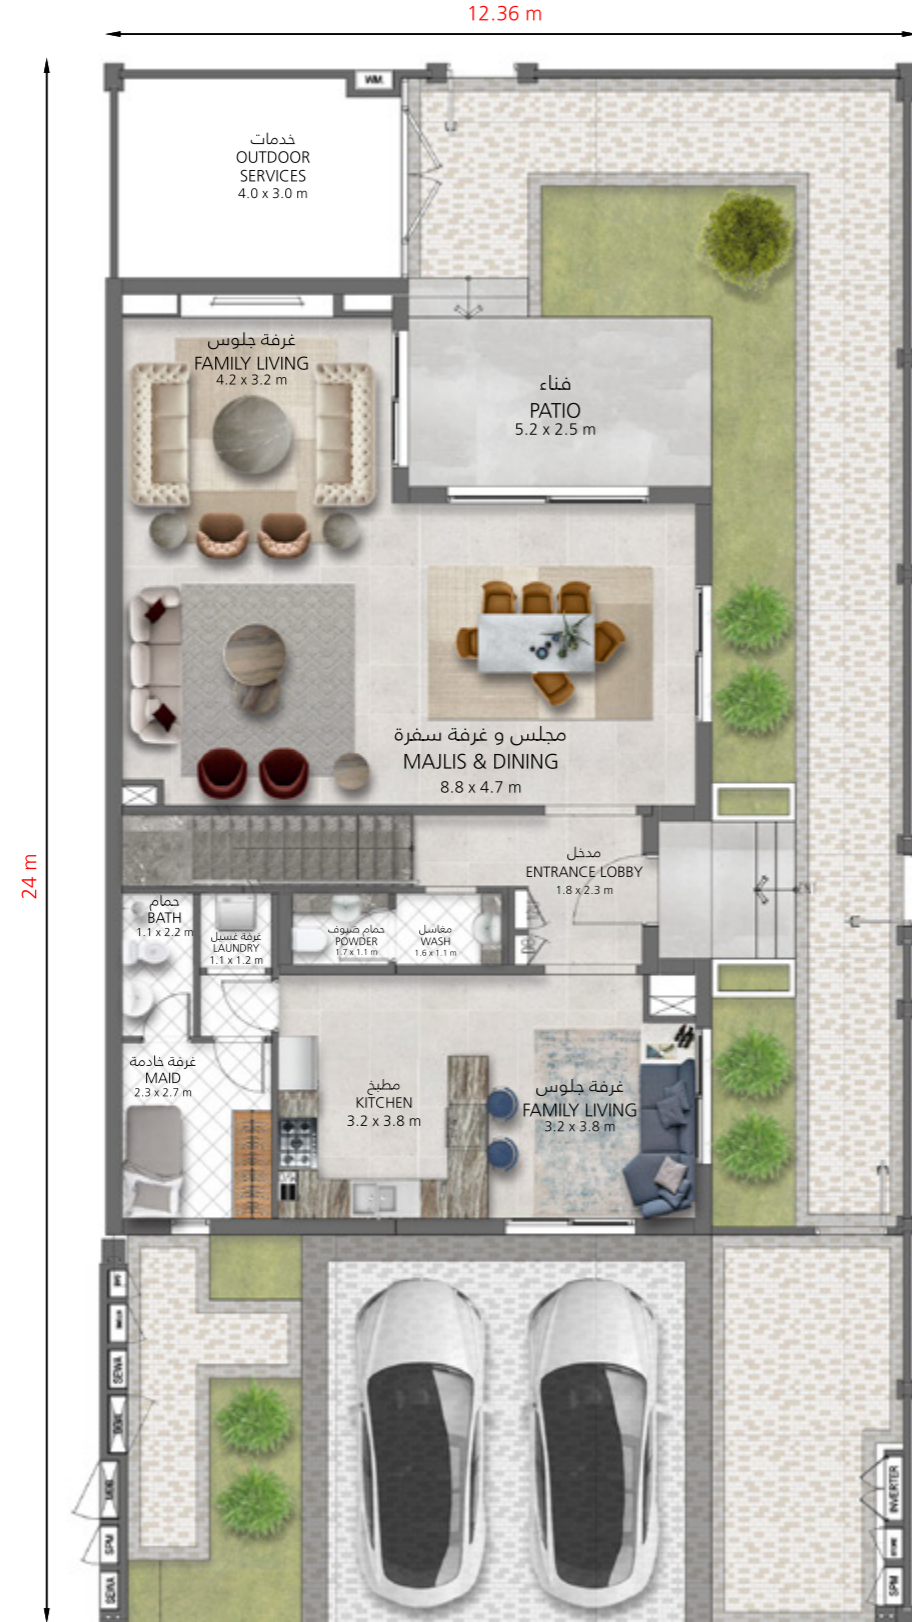 12.36 m
WM.
خدمات
OUTDOOR
SERVICES
4.0 x 3.0 m
غرفة جلوس
FAMILY LIVING
4.2 x 3.2 m
فناء
PATIO
5.2 x 2.5 m
مجلس و غرفة سفرة
MAJLIS & DINING
8.8 x 4.7 m
24 m
مدخل
ENTRANCE LOBBY
1.8 x 2.3 m
حمام
BATH
1.1 x 2.2 m
غرفة غسيل
LAUNDRY
1.1 x 1.2 m
حمام ضيوف
POWDER
1.7 x 1.1 m
مغاسل
WASH
1.6 x 1.1 m
غرفة خادمة
MAID
2.3 x 2.7 m
مطبخ
KITCHEN
3.2 x 3.8 m
غرفة جلوس
FAMILY LIVING
3.2 x 3.8 m
SEWA
SPM
SEWA
INVERTER
SPM